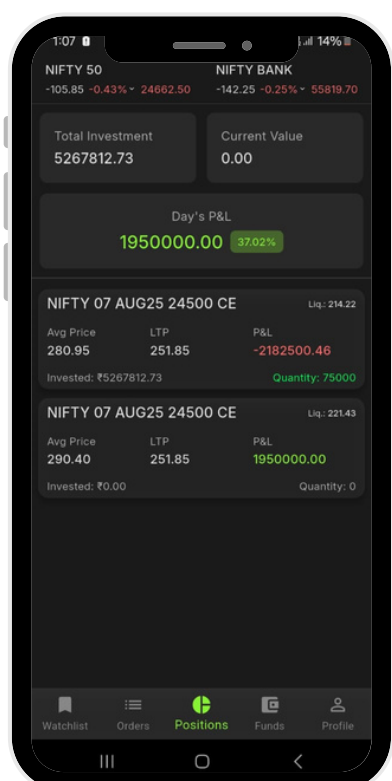 1:07 14%
NIFTY 50 NIFTY BANK
-105.85 -0.43% 24662.50 -142.25 -0.25% 55819.70
Total Investment Current Value
5267812.73 0.00
Day's P&L
1950000.00 37.02%
NIFTY 07 AUG25 24500 CE Liq.: 214.22
Avg Price LTP P&L
280.95 251.85 -2182500.46
Invested: ₹5267812.73 Quantity: 75000
NIFTY 07 AUG25 24500 CE Liq.: 221.43
Avg Price LTP P&L
290.40 251.85 1950000.00
Invested: ₹0.00 Quantity: 0
Watchlist Orders Positions Funds Profile